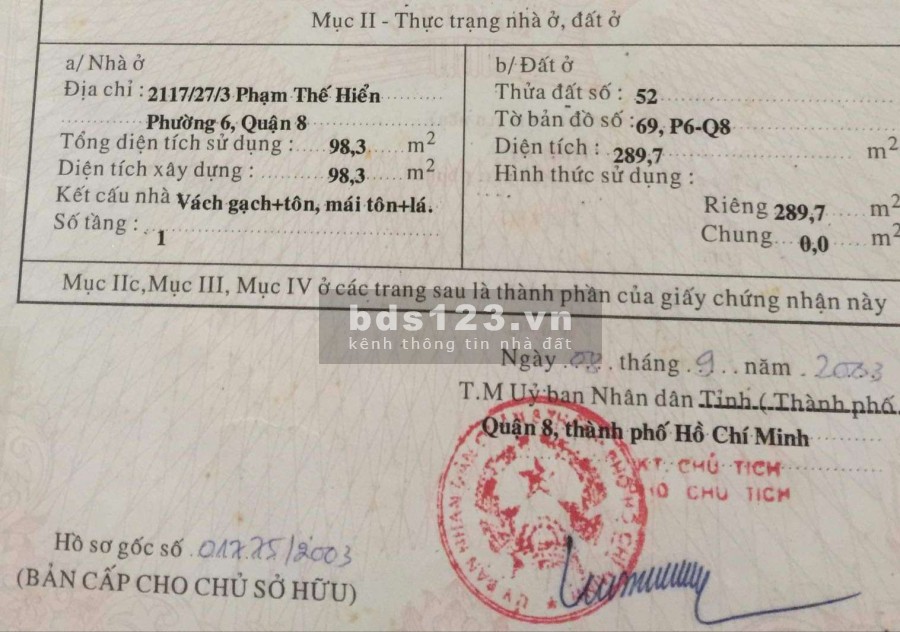 Mục II - Thực trạng nhà ở, đất ở
a/ Nhà ở
Địa chỉ : 2117/27/3 Phạm Thế Hiển
Phường 6, Quận 8
Tổng diện tích sử dụng : 98,3 m2
Diện tích xây dựng : 98,3 m2
Kết cấu nhà Vách gạch+tôn, mái tôn+lá.
Số tầng : 1
b/ Đất ở
Thửa đất số : 52
Tờ bản đồ số :69, P6-Q8
Diện tích : 289,7 m2
Hình thức sử dụng :
Riêng 289,7 m2
Chung 0,0 m2
Mục IIc,Mục III, Mục IV ở các trang sau là thành phần của giấy chứng nhận này
bds123.vn
kênh thông tin nhà đất
Ngày tháng 9 năm 2003
T.M Uỷ ban Nhân dân Tỉnh ( Thành phố
Quận 8, thành phố Hồ Chí Minh
KT. CHỦ TỊCH
CHỦ TỊCH
Hồ sơ gốc số /2003
(BẢN CẤP CHO CHỦ SỞ HỮU)